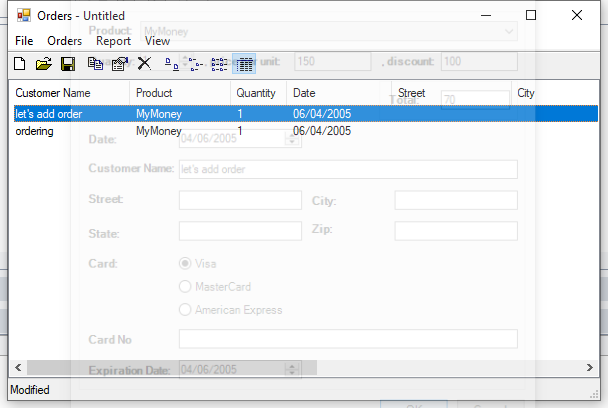 Orders - Untitled
Product: MyMoney
File Orders Report View
unit: 150 , discount: 100
Customer Name Product Quantity Date Street City
Total: 70
let's add order MyMoney 1 06/04/2005
ordering MyMoney 1 06/04/2005
Date: 04/06/2005
Customer Name: let's add order
Street: City:
State: Zip:
Card: Visa
MasterCard
American Express
Card No
Expiration Date: 04/06/2005
Modified